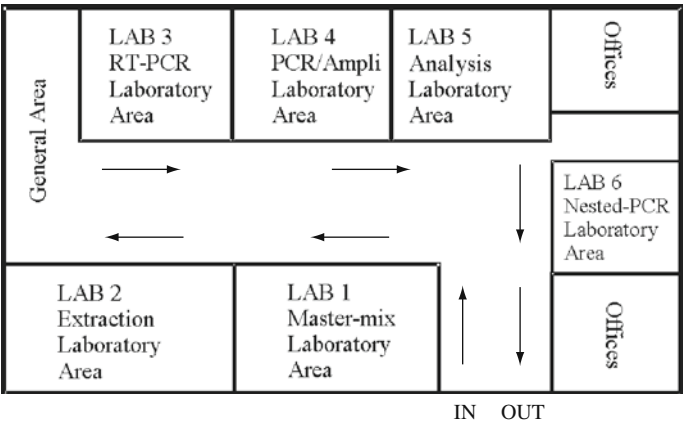 General Area
LAB 3
RT-PCR
Laboratory
Area
LAB 4
PCR/Ampli
Laboratory
Area
LAB 5
Analysis
Laboratory
Area
Offices
LAB 6
Nested-PCR
Laboratory
Area
LAB 2
Extraction
Laboratory
Area
LAB 1
Master-mix
Laboratory
Area
Offices
IN OUT